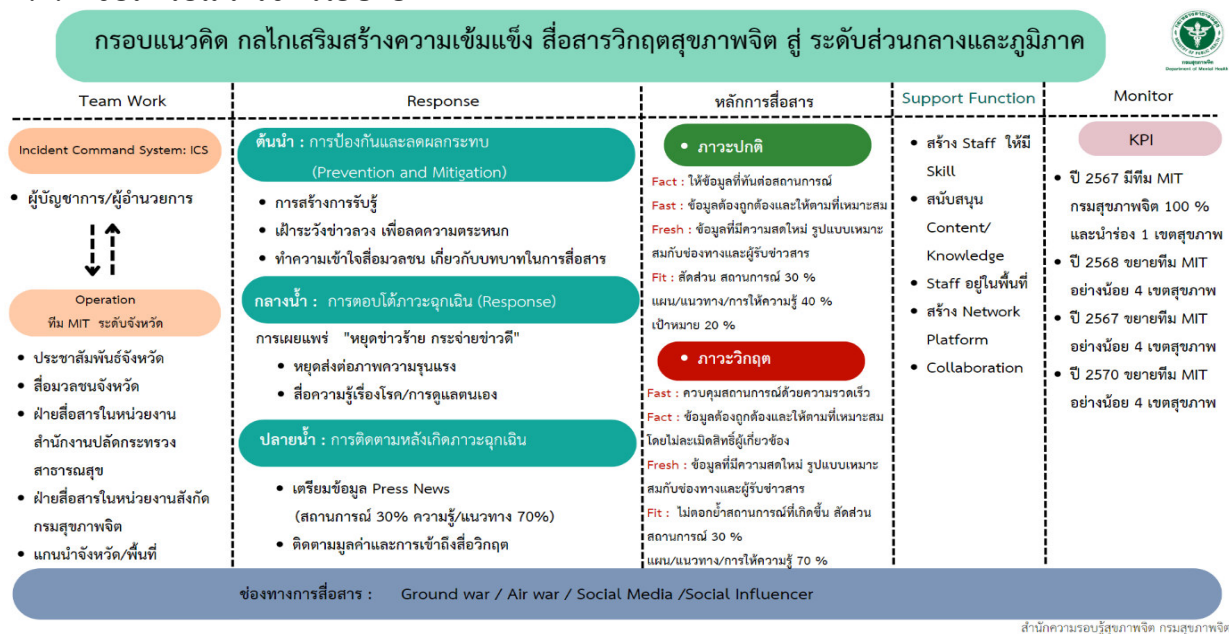 กรอบแนวคิด กลไกเสริมสร้างความเข้มแข็ง สื่อสารวิกฤตสุขภาพจิต สู่ ระดับส่วนกลางและภูมิภาค
กรมสุขภาพจิต
Department of Mental Health
Team Work
Incident Command System: ICS
ผู้บัญชาการ/ผู้อำนวยการ
Operation
ทีม MIT ระดับจังหวัด
ประชาสัมพันธ์จังหวัด
สื่อมวลชนจังหวัด
ฝ่ายสื่อสารในหน่วยงาน
สำนักงานปลัดกระทรวง
สาธารณสุข
ฝ่ายสื่อสารในหน่วยงานสังกัด
กรมสุขภาพจิต
แกนนำจังหวัด/พื้นที่
Response
ต้นน้ำ : การป้องกันและลดผลกระทบ
(Prevention and Mitigation)
การสร้างการรับรู้
เฝ้าระวังข่าวลวง เพื่อลดความตระหนก
ทำความเข้าใจสื่อมวลชน เกี่ยวกับบทบาทในการสื่อสาร
กลางน้ำ : การตอบโต้ภาวะฉุกเฉิน (Response)
การเผยแพร่ "หยุดข่าวร้าย กระจ่ายข่าวดี"
หยุดส่งต่อภาพความรุนแรง
สื่อความรู้เรื่องโรค/การดูแลตนเอง
ปลายน้ำ : การติดตามหลังเกิดภาวะฉุกเฉิน
เตรียมข้อมูล Press News
(สถานการณ์ 30% ความรู้/แนวทาง 70%)
ติดตามมูลค่าและการเข้าถึงสื่อวิกฤต
หลักการสื่อสาร
ภาวะปกติ
Fact : ให้ข้อมูลที่ทันต่อสถานการณ์
Fast : ข้อมูลต้องถูกต้องและให้ตามที่เหมาะสม
Fresh : ข้อมูลที่มีความสดใหม่ รูปแบบเหมาะ
สมกับช่องทางและผู้รับข่าวสาร
Fit : สัดส่วน สถานการณ์ 30 %
แผน/แนวทาง/การให้ความรู้ 40 %
เป้าหมาย 20 %
ภาวะวิกฤต
Fast : ควบคุมสถานการณ์ด้วยความรวดเร็ว
Fact : ข้อมูลต้องถูกต้องและให้ตามที่เหมาะสม
โดยไม่ละเมิดสิทธิ์ผู้เกี่ยวข้อง
Fresh : ข้อมูลที่มีความสดใหม่ รูปแบบเหมาะ
สมกับช่องทางและผู้รับข่าวสาร
Fit : ไม่ตอกย้ำสถานการณ์ที่เกิดขึ้น สัดส่วน
สถานการณ์ 30 %
แผน/แนวทาง/การให้ความรู้ 70 %
Support Function
สร้าง Staff ให้มี
Skill
สนับสนุน
Content/
Knowledge
Staff อยู่ในพื้นที่
สร้าง Network
Platform
Collaboration
Monitor
KPI
ปี 2567 มีทีม MIT
กรมสุขภาพจิต 100 %
และนำร่อง 1 เขตสุขภาพ
ปี 2568 ขยายทีม MIT
อย่างน้อย 4 เขตสุขภาพ
ปี 2567 ขยายทีม MIT
อย่างน้อย 4 เขตสุขภาพ
ปี 2570 ขยายทีม MIT
อย่างน้อย 4 เขตสุขภาพ
ช่องทางการสื่อสาร : Ground war / Air war / Social Media /Social Influencer
สำนักความรอบรู้สุขภาพจิต กรมสุขภาพจิต